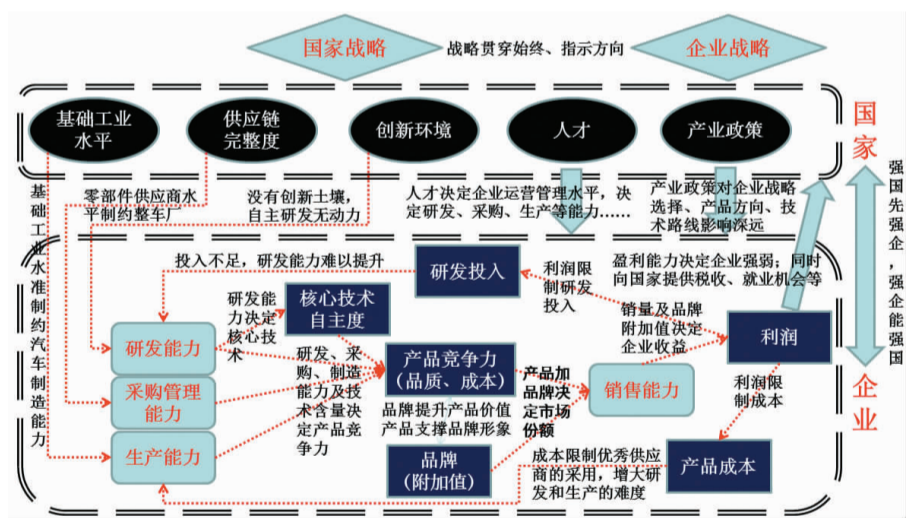 国家战略
战略贯穿始终、指示方向
企业战略
基础工业
水平
供应链
完整度
创新环境
人才
产业政策
国家
基础工业水准制约汽车制造能力
零部件供应商水
平制约整车厂
没有创新土壤,
自主研发无动力
人才决定企业运营管理水平,决
定研发、采购、生产等能力……
产业政策对企业战略
选择、产品方向、技
术路线影响深远
强国先强企,强企能强国
投入不足,研发能力难以提升
研发投入
利润限
制研发
投入
盈利能力决定企业强弱;同时
向国家提供税收、就业机会等
研发能
力决定
核心技
术
核心技术
自主度
销量及品牌
附加值决定
企业收益
利润
研发能力
研发、采
购、制造
能力及技
术含量决
定产品竞
争力
产品竞争力
(品质、成本)
产品加
品牌决
定市场
份额
销售能力
利润限
制成本
企业
采购管理
能力
品牌提升产品价值
产品支撑品牌形象
生产能力
品牌
(附加值)
成本限制优秀供应
商的采用,增大研
发和生产的难度
产品成本